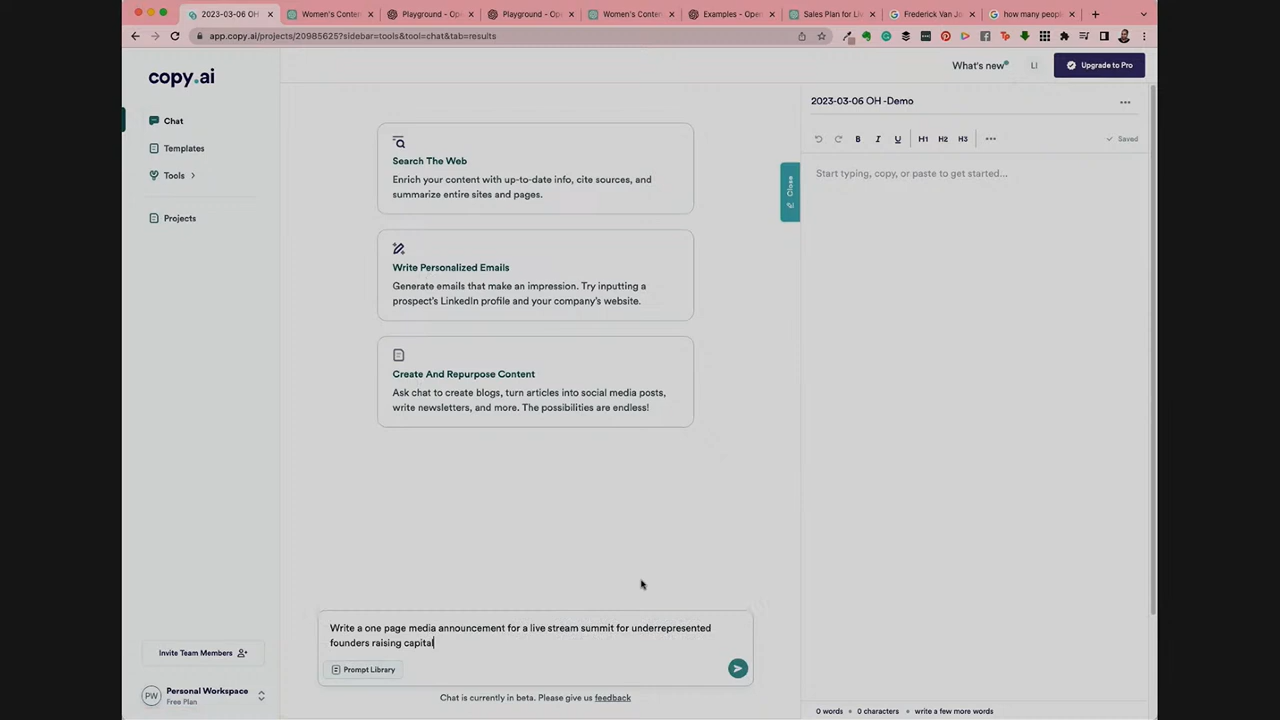 2023-03-06 OH
Women's Conten
Playground - Ope
Playground - Ope
Women's Conten
Examples - Open
Sales Plan for Liv
Frederick Van Jo
how many peopl
app.copy.ai/projects/20985625?sidebar=tools&tool=chat&tab=results
copy.ai
What's new
LI
Upgrade to Pro
Chat
Templates
Tools
Projects
Search The Web
Enrich your content with up-to-date info, cite sources, and
summarize entire sites and pages.
Write Personalized Emails
Generate emails that make an impression. Try inputting a
prospect's LinkedIn profile and your company's website.
Create And Repurpose Content
Ask chat to create blogs, turn articles into social media posts,
write newsletters, and more. The possibilities are endless!
Close
2023-03-06 OH -Demo
B I U H1 H2 H3
Saved
Start typing, copy, or paste to get started...
Write a one page media announcement for a live stream summit for underrepresented
founders raising capital
Prompt Library
Chat is currently in beta. Please give us feedback
Invite Team Members
PW
Personal Workspace
Free Plan
0 words • 0 characters • write a few more words